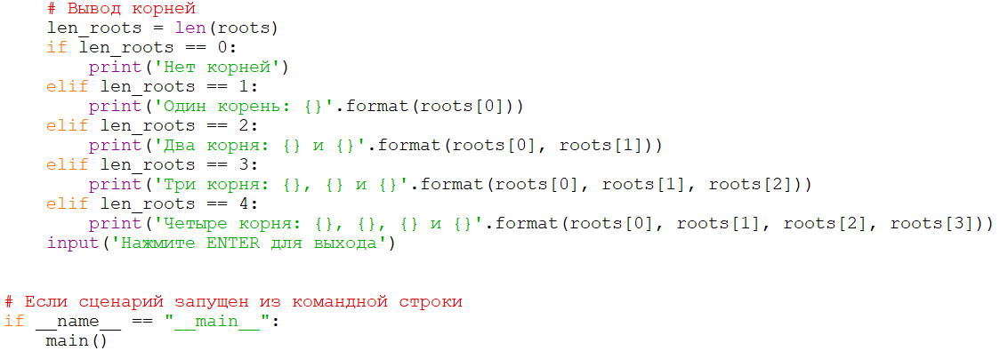 # Вывод корней
len_roots = len(roots)
if len_roots == 0:
print('Нет корней')
elif len_roots == 1:
print('Один корень: {}'.format(roots[0]))
elif len_roots == 2:
print('Два корня: {} и {}'.format(roots[0], roots[1]))
elif len_roots == 3:
print('Три корня: {}, {} и {}'.format(roots[0], roots[1], roots[2]))
elif len_roots == 4:
print('Четыре корня: {}, {}, {} и {}'.format(roots[0], roots[1], roots[2], roots[3]))
input('Нажмите ENTER для выхода')
# Если сценарий запущен из командной строки
if __name__ == "__main__":
main()